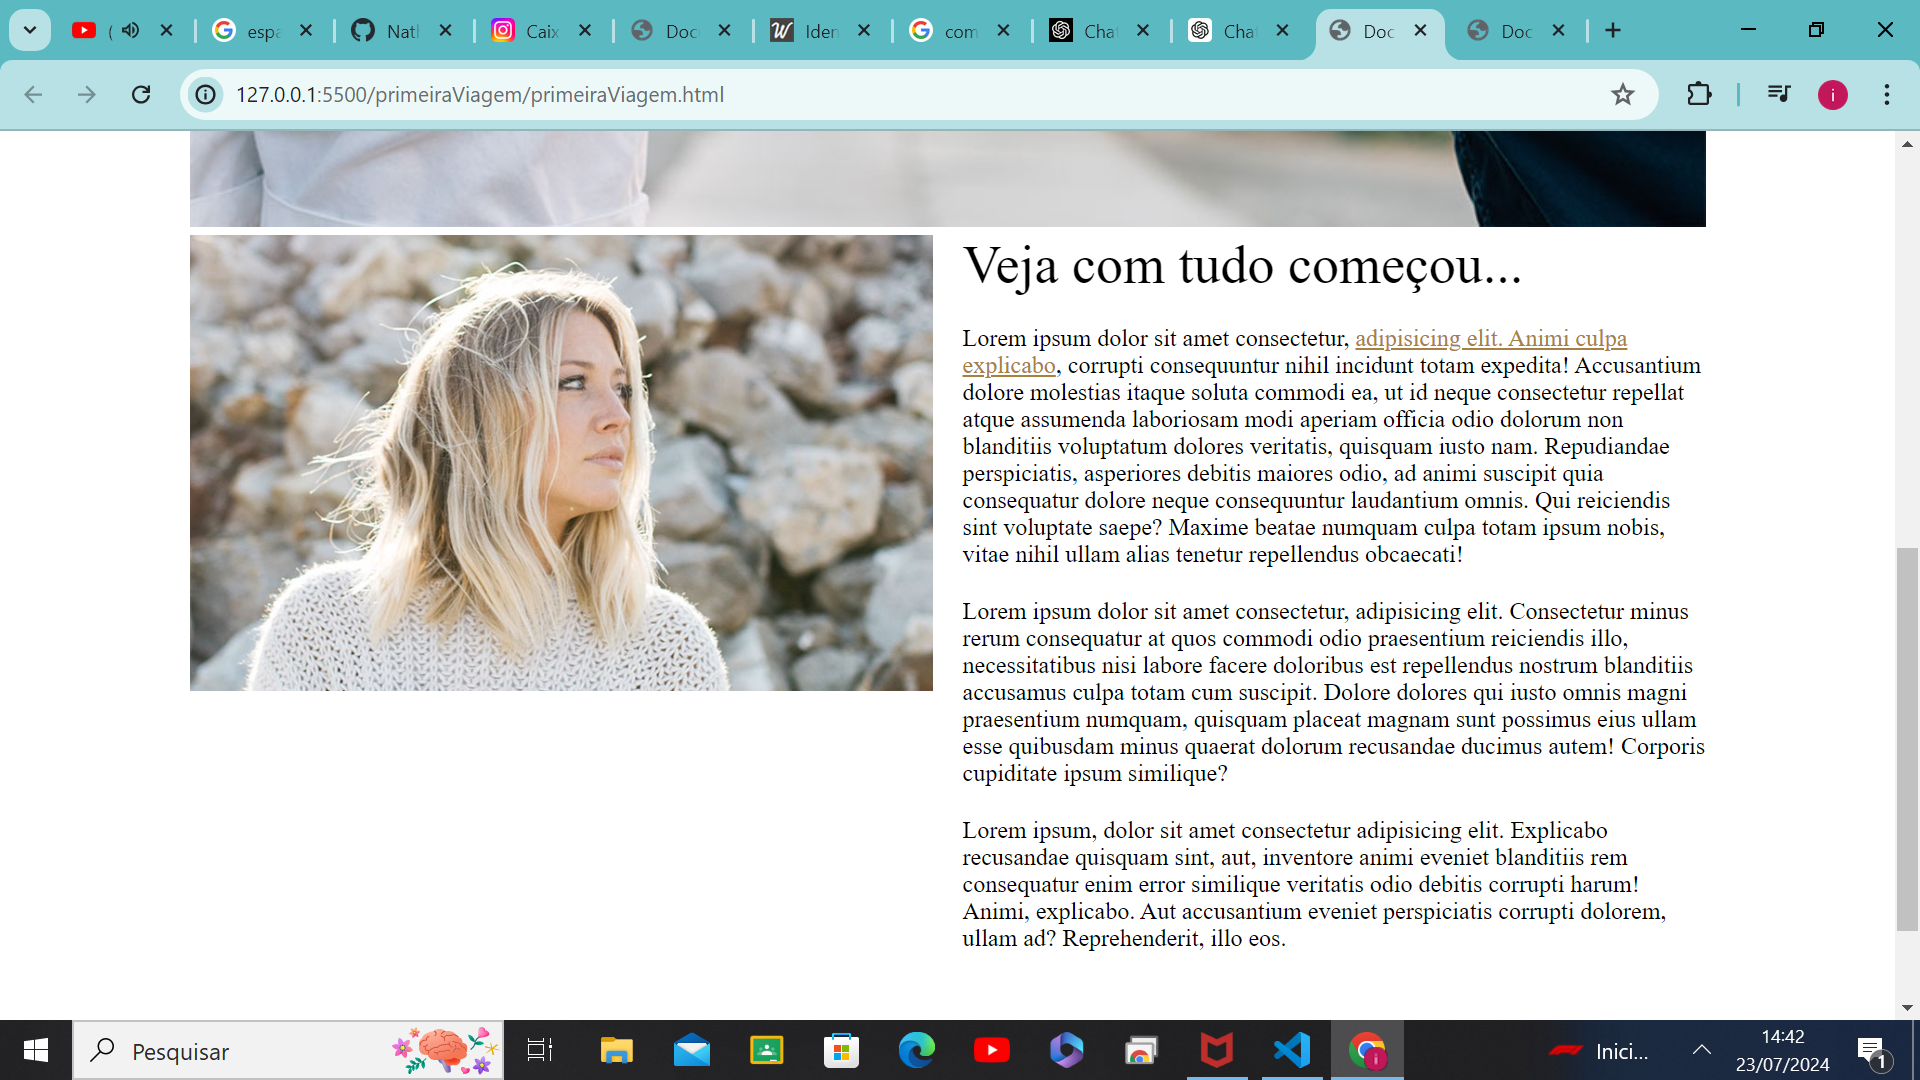 (
espa
Natl
Caix
Doc
Iden
com
Cha
Cha
Doc
Doc
127.0.0.1:5500/primeiraViagem/primeiraViagem.html
i
Veja com tudo começou...
Lorem ipsum dolor sit amet consectetur, adipisicing elit. Animi culpa
explicabo, corrupti consequuntur nihil incidunt totam expedita! Accusantium
dolore molestias itaque soluta commodi ea, ut id neque consectetur repellat
atque assumenda laboriosam modi aperiam officia odio dolorum non
blanditiis voluptatum dolores veritatis, quisquam iusto nam. Repudiandae
perspiciatis, asperiores debitis maiores odio, ad animi suscipit quia
consequatur dolore neque consequuntur laudantium omnis. Qui reiciendis
sint voluptate saepe? Maxime beatae numquam culpa totam ipsum nobis,
vitae nihil ullam alias tenetur repellendus obcaecati!
Lorem ipsum dolor sit amet consectetur, adipisicing elit. Consectetur minus
rerum consequatur at quos commodi odio praesentium reiciendis illo,
necessitatibus nisi labore facere doloribus est repellendus nostrum blanditiis
accusamus culpa totam cum suscipit. Dolore dolores qui iusto omnis magni
praesentium numquam, quisquam placeat magnam sunt possimus eius ullam
esse quibusdam minus quaerat dolorum recusandae ducimus autem! Corporis
cupiditate ipsum similique?
Lorem ipsum, dolor sit amet consectetur adipisicing elit. Explicabo
recusandae quisquam sint, aut, inventore animi eveniet blanditiis rem
consequatur enim error similique veritatis odio debitis corrupti harum!
Animi, explicabo. Aut accusantium eveniet perspiciatis corrupti dolorem,
ullam ad? Reprehenderit, illo eos.
Pesquisar
Inici...
14:42
23/07/2024
1